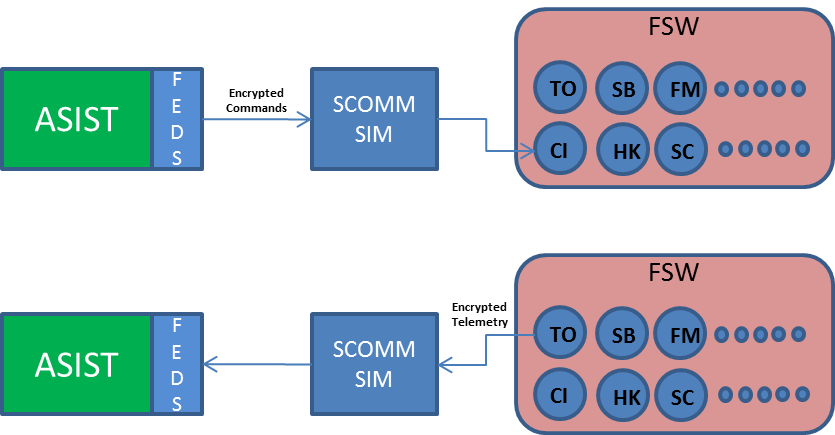 FSW
TO SB FM
ASIST
F
E
D
S
Encrypted
Commands
SCOMM
SIM
CI HK SC
FSW
TO SB FM
Encrypted
Telemetry
ASIST
F
E
D
S
SCOMM
SIM
CI HK SC